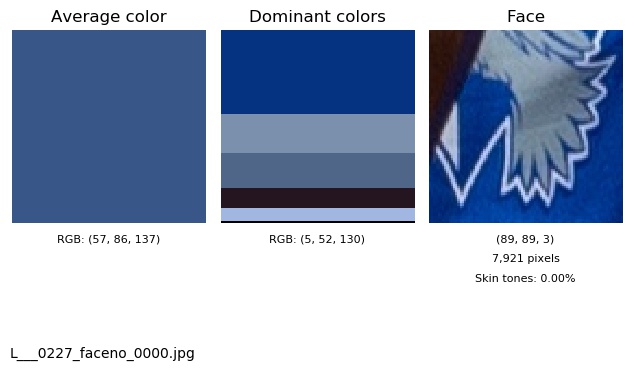 Average color
Dominant colors
Face
RGB: (57, 86, 137)
RGB: (5, 52, 130)
(89, 89, 3)
7,921 pixels
Skin tones: 0.00%
L___0227_faceno_0000.jpg